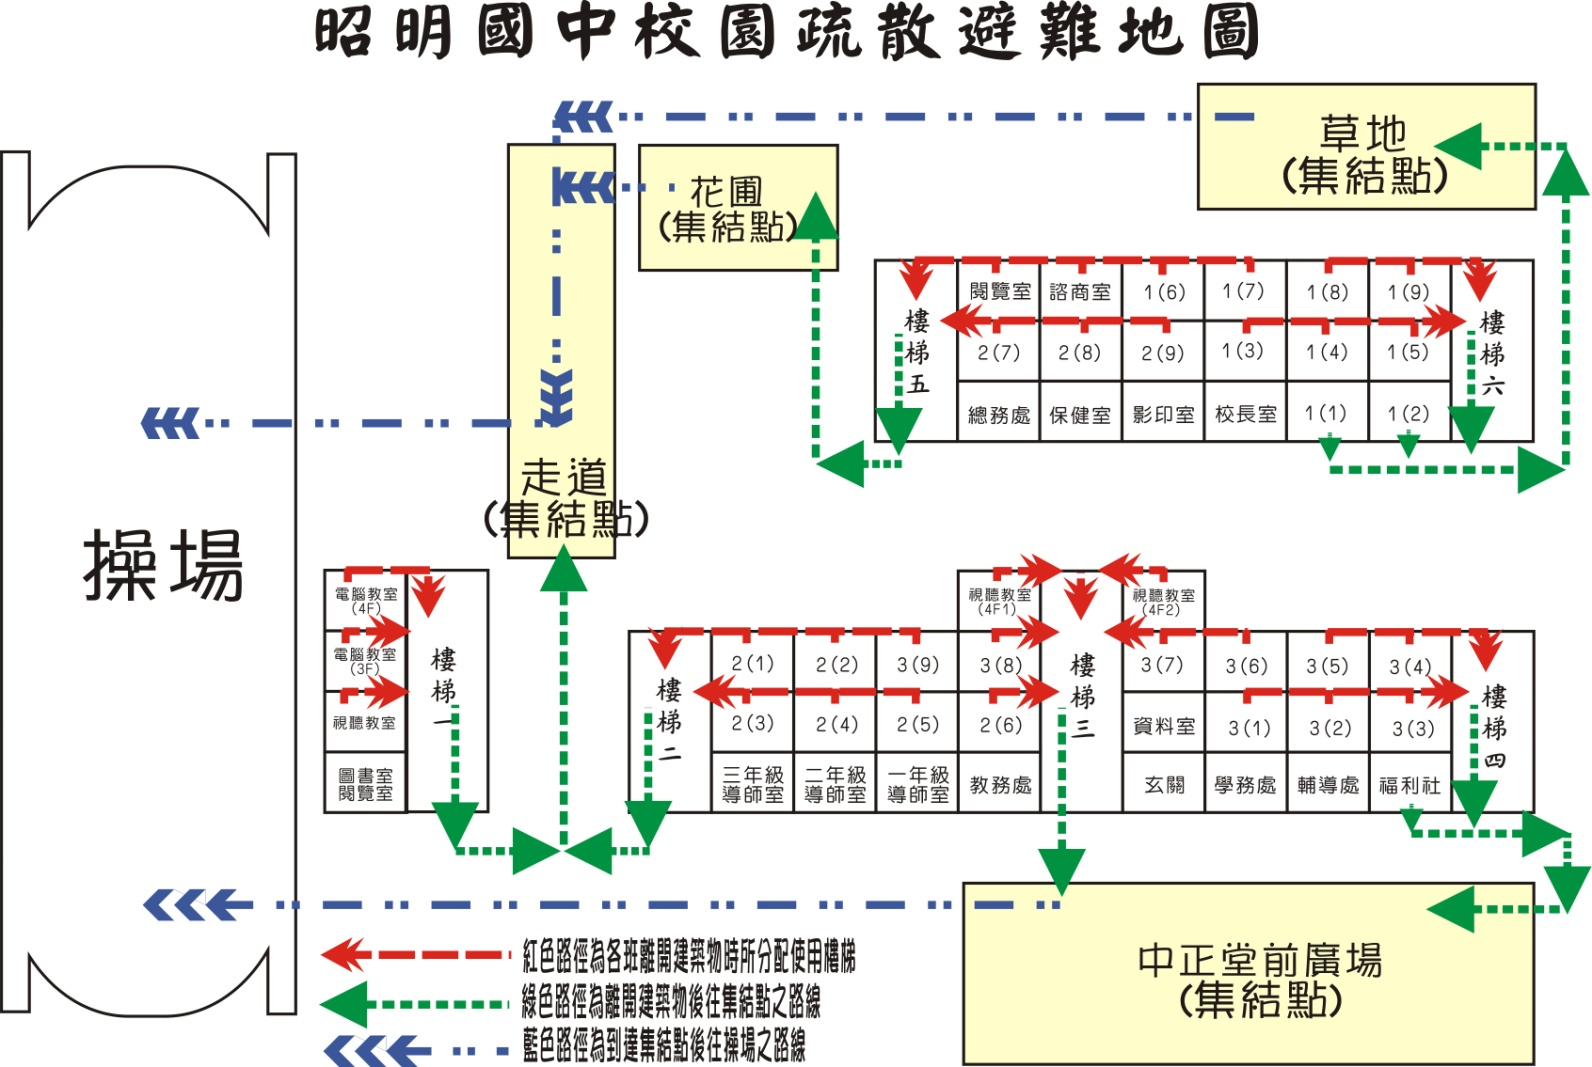 昭明國中校園疏散避難地圖
草地
(集結點)
花圃
(集結點)
閱覽室
諮商室
1(6)
1(7)
1(8)
1(9)
樓梯五
2(7)
2(8)
2(9)
1(3)
1(4)
1(5)
樓梯六
總務處
保健室
影印室
校長室
1(1)
1(2)
走道
(集結點)
操場
電腦教室
(4F)
電腦教室
(3F)
視聽教室
圖書室
閱覽室
樓梯一
視聽教室
(4F1)
視聽教室
(4F2)
樓梯二
2(1)
2(2)
3(9)
3(8)
樓梯三
3(7)
3(6)
3(5)
3(4)
樓梯四
2(3)
2(4)
2(5)
2(6)
資料室
3(1)
3(2)
3(3)
三年級
導師室
二年級
導師室
一年級
導師室
教務處
玄關
學務處
輔導處
福利社
中正堂前廣場
(集結點)
紅色路徑為各班離開建築物時所分配使用樓梯
綠色路徑為離開建築物後往集結點之路線
藍色路徑為到達集結點後往操場之路線